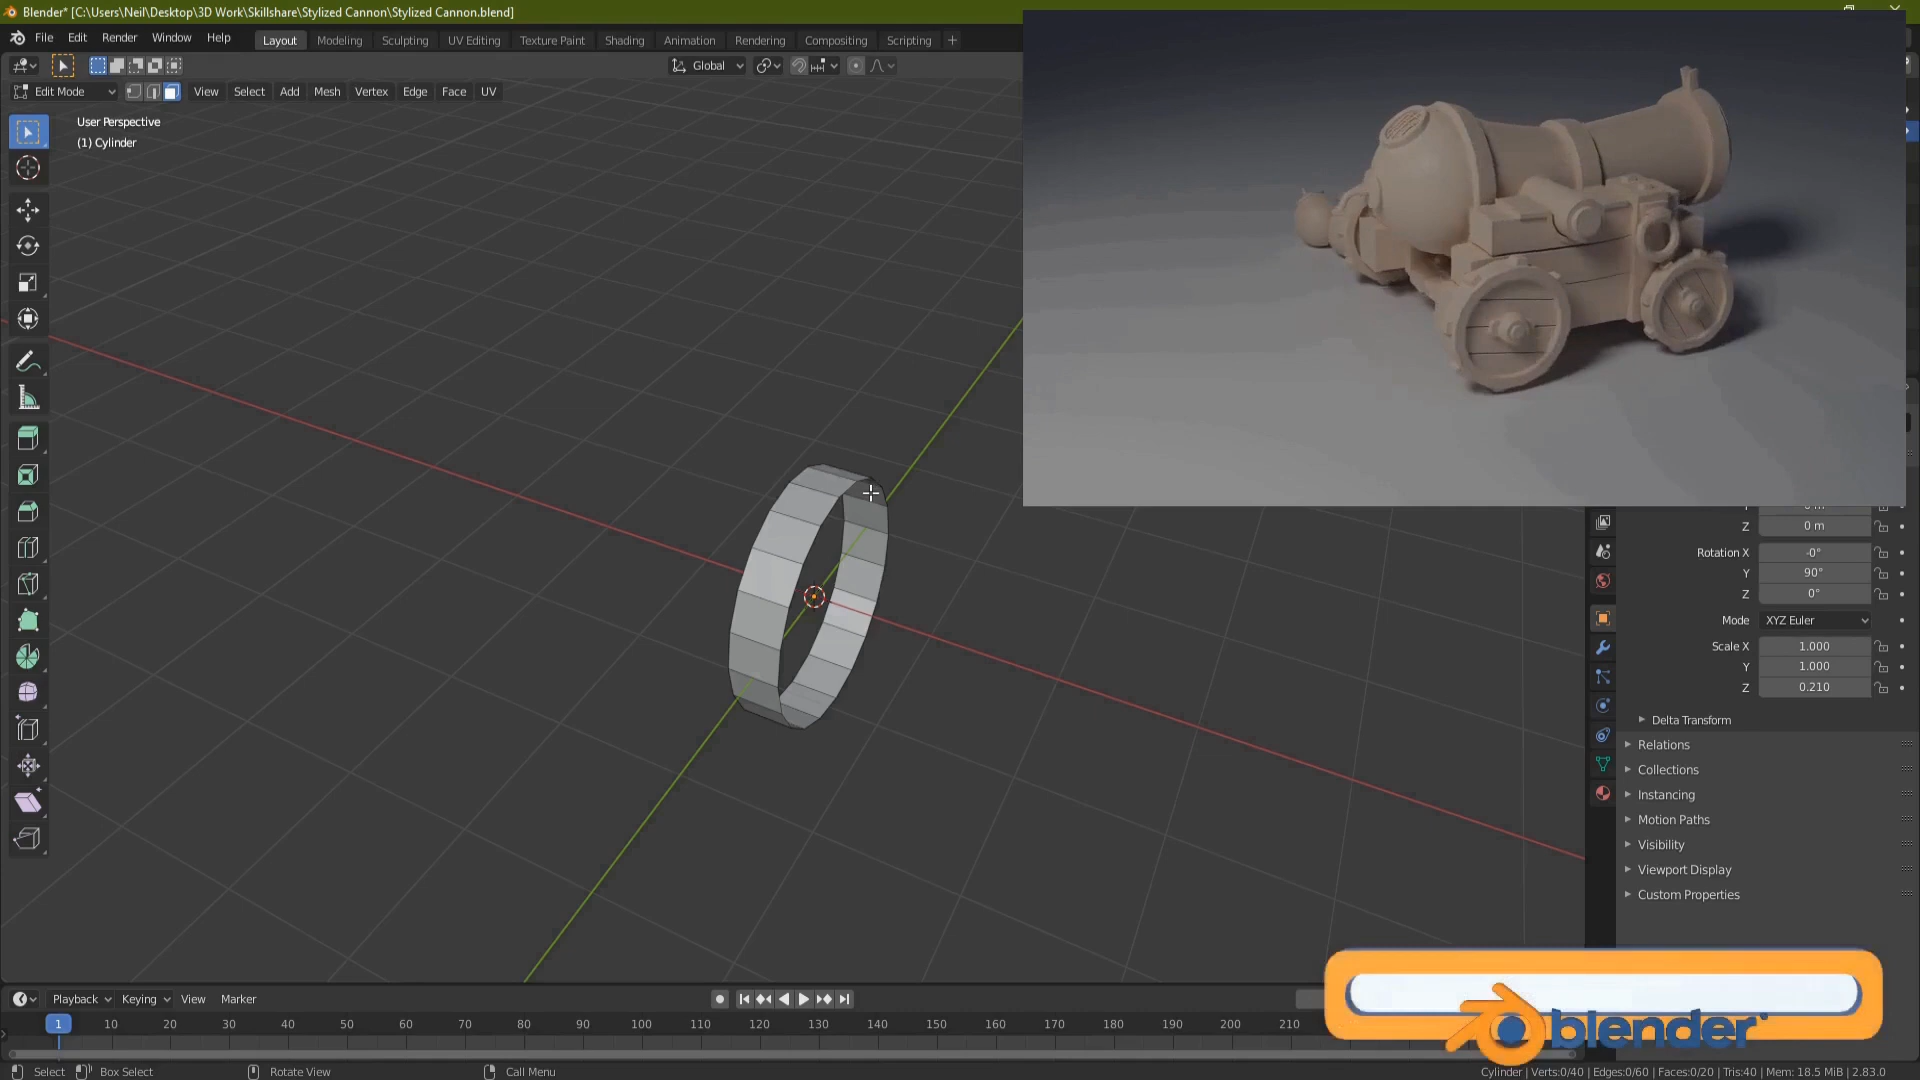 Blender* [C:\Users\Neil\Desktop\3D Work\Skillshare\Stylized Cannon\Stylized Cannon.blend]
File Edit Render Window Help Layout Modeling Sculpting UV Editing Texture Paint Shading Animation Rendering Compositing Scripting +
Global
Edit Mode View Select Add Mesh Vertex Edge Face UV
User Perspective
(1) Cylinder
Z 0 m
Rotation X -0°
Y 90°
Z 0°
Mode XYZ Euler
Scale X 1.000
Y 1.000
Z 0.210
Delta Transform
Relations
Collections
Instancing
Motion Paths
Visibility
Viewport Display
Custom Properties
Playback Keying View Marker
1 10 20 30 40 50 60 70 80 90 100 110 120 130 140 150 160 170 180 190 200 210
blender
Select Box Select Rotate View Call Menu
Cylinder | Verts:0/40 | Edges:0/60 | Faces:0/20 | Tris:40 | Mem: 18.5 MiB | 2.83.0